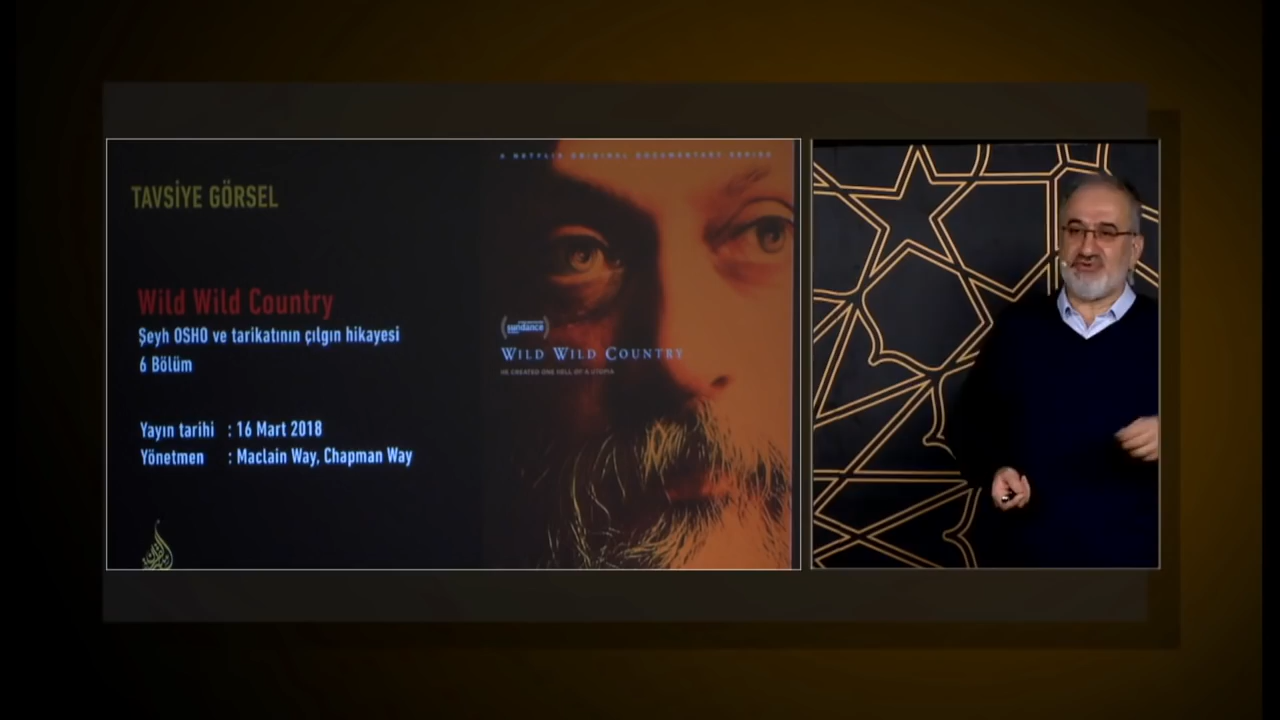 TAVSİYE GÖRSEL
Wild Wild Country
Şeyh OSHO ve tarikatının çılgın hikayesi
6 Bölüm
Yayın tarihi : 16 Mart 2018
Yönetmen : Maclain Way, Chapman Way
A NETFLIX ORIGINAL DOCUMENTARY SERIES
sundance
WILD WILD COUNTRY
HE CREATED ONE HELL OF A UTOPIA